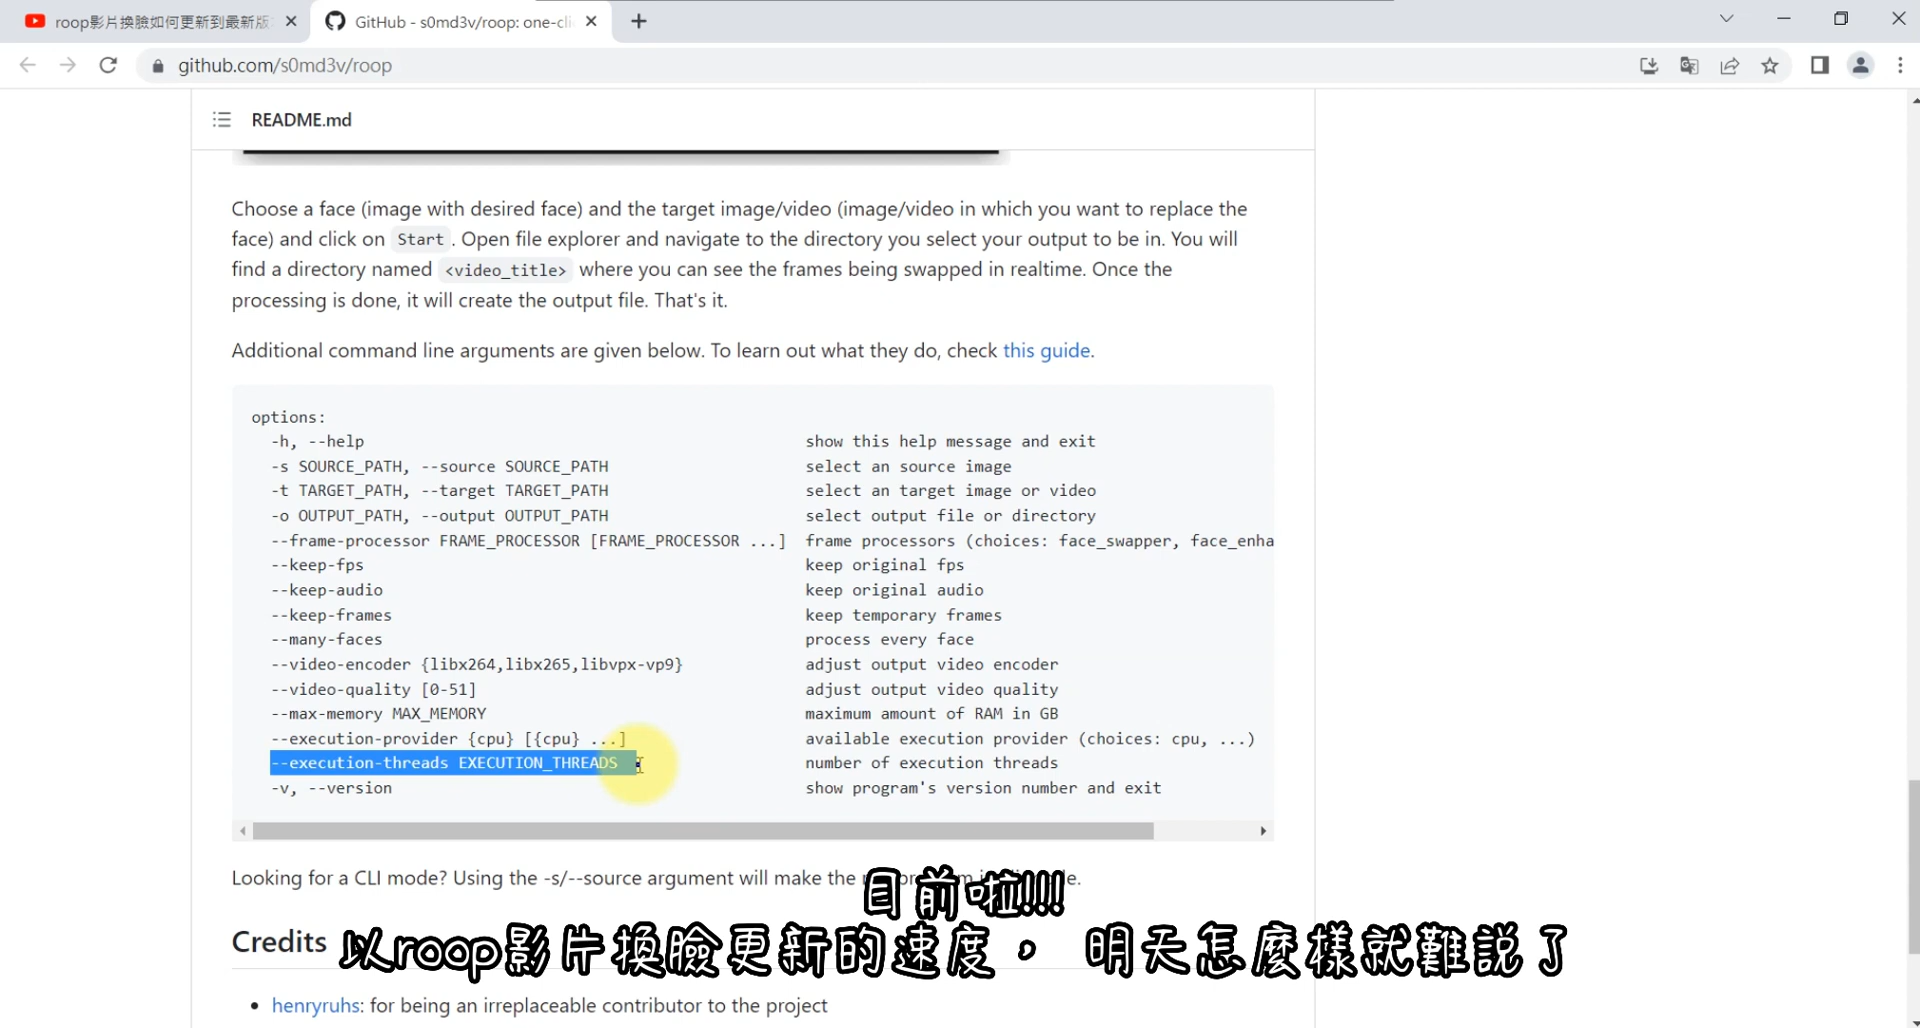 roop影片換臉如何更新到最新版
GitHub - s0md3v/roop: one-cli
github.com/s0md3v/roop
README.md
Choose a face (image with desired face) and the target image/video (image/video in which you want to replace the
face) and click on Start . Open file explorer and navigate to the directory you select your output to be in. You will
find a directory named <video_title> where you can see the frames being swapped in realtime. Once the
processing is done, it will create the output file. That's it.
Additional command line arguments are given below. To learn out what they do, check this guide.
options:
-h, --help show this help message and exit
-s SOURCE_PATH, --source SOURCE_PATH select an source image
-t TARGET_PATH, --target TARGET_PATH select an target image or video
-o OUTPUT_PATH, --output OUTPUT_PATH select output file or directory
--frame-processor FRAME_PROCESSOR [FRAME_PROCESSOR ...] frame processors (choices: face_swapper, face_enha
--keep-fps keep original fps
--keep-audio keep original audio
--keep-frames keep temporary frames
--many-faces process every face
--video-encoder {libx264,libx265,libvpx-vp9} adjust output video encoder
--video-quality [0-51] adjust output video quality
--max-memory MAX_MEMORY maximum amount of RAM in GB
--execution-provider {cpu} [{cpu} ...] available execution provider (choices: cpu, ...)
--execution-threads EXECUTION_THREADS number of execution threads
-v, --version show program's version number and exit
Looking for a CLI mode? Using the -s/--source argument will make the
目前啦!!!
Credits
以roop影片換臉更新的速度， 明天怎麼樣就難說了
henryruhs: for being an irreplaceable contributor to the project